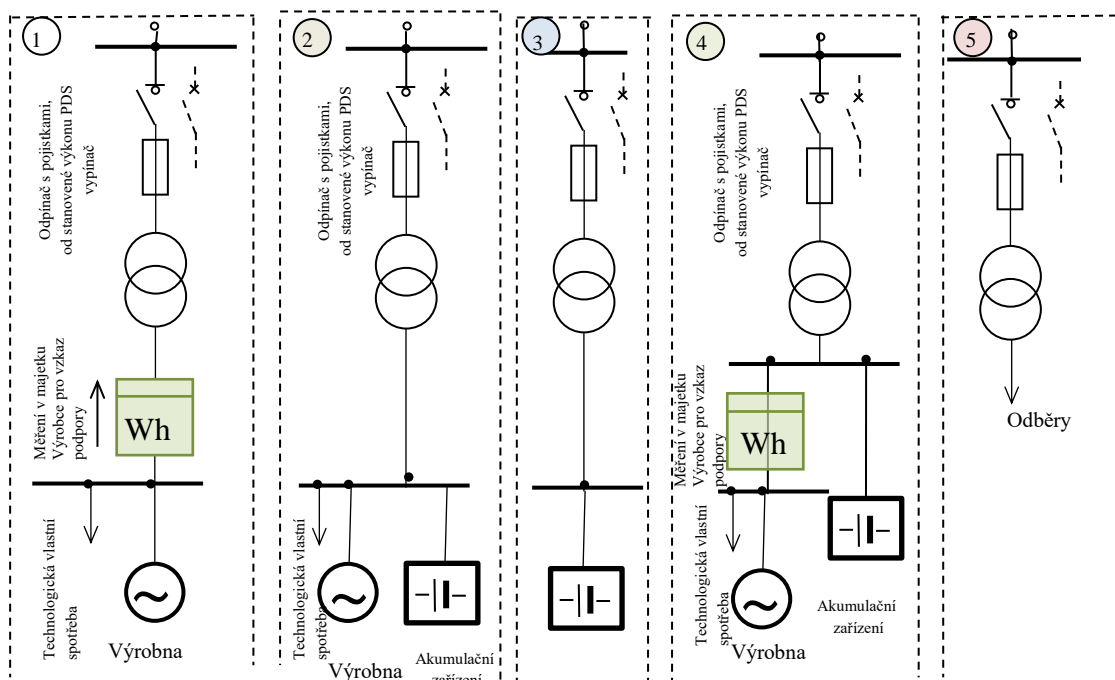 1
Odpínač s pojistkami,
od stanovené výkonu PDS
vypínač
Měření v majetku
Výrobce pro vzkaz
podpory
Wh
Technologická vlastní
spotřeba
Výrobna
2
Odpínač s pojistkami,
od stanovené výkonu PDS
vypínač
Technologická vlastní
spotřeba
Výrobna
Akumulační
zařízení
3
4
Odpínač s pojistkami,
od stanovené výkonu PDS
vypínač
Měření v majetku
Výrobce pro vzkaz
podpory
Wh
Technologická vlastní
spotřeba
Výrobna
Akumulační
zařízení
5
Odběry